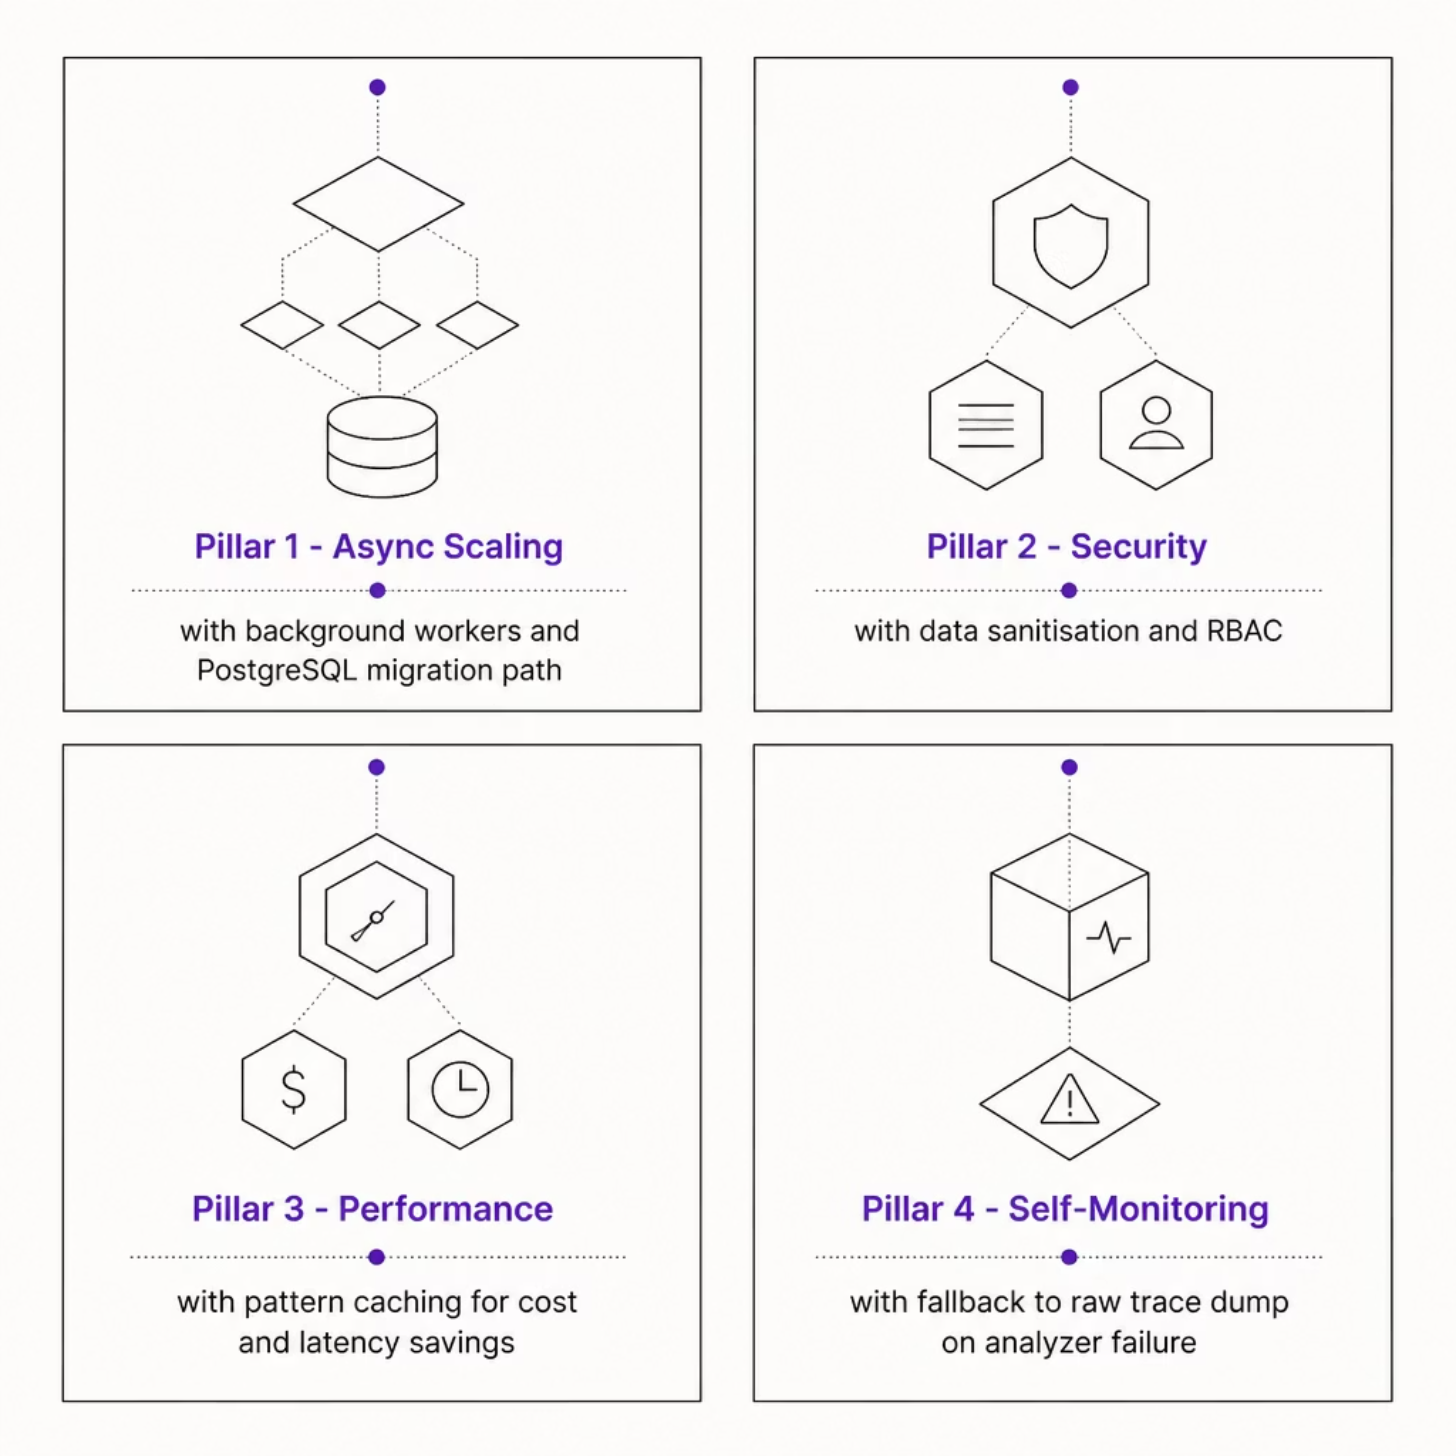 Pillar 1 - Async Scaling
with background workers and
PostgreSQL migration path
Pillar 2 - Security
with data sanitisation and RBAC
$
Pillar 3 - Performance
with pattern caching for cost
and latency savings
!
Pillar 4 - Self-Monitoring
with fallback to raw trace dump
on analyzer failure